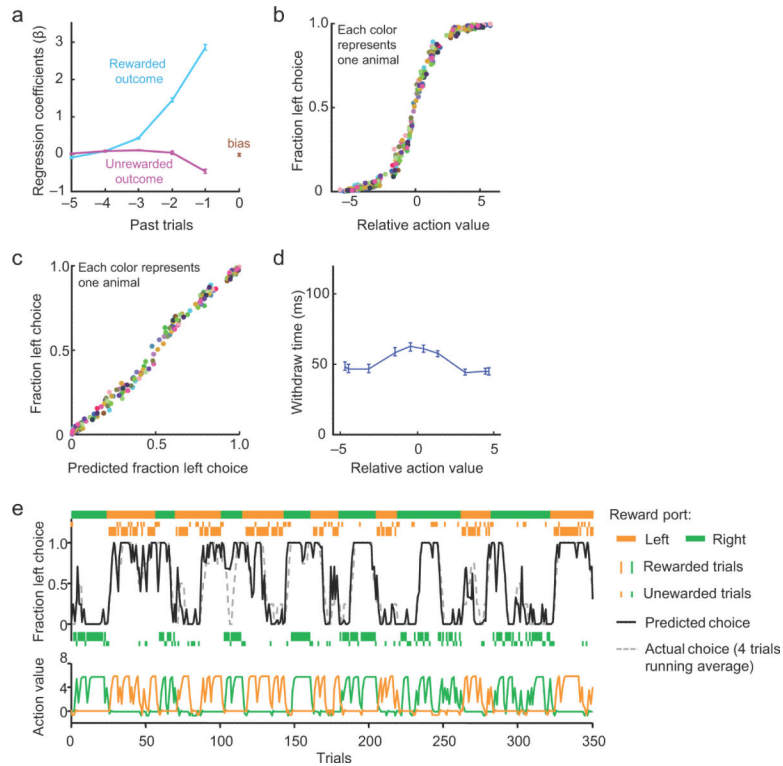 a
Regression coefficients (β)
3
2
1
0
−1
Rewarded
outcome
Unrewarded
outcome
bias
−5
−4
−3
−2
−1
0
Past trials
b
Fraction left choice
1.0
0.5
0
Each color
represents
one animal
−5
0
5
Relative action value
c
Fraction left choice
1.0
0.5
0
Each color represents
one animal
0
0.5
1.0
Predicted fraction left choice
d
Withdraw time (ms)
100
50
0
-5
0
5
Relative action value
e
Fraction left choice
1
0.5
0
Action value
8
4
0
0
50
100
150
200
250
300
350
Trials
Reward port:
Left
Right
Rewarded trials
Unewarded trials
Predicted choice
Actual choice (4 trials
running average)